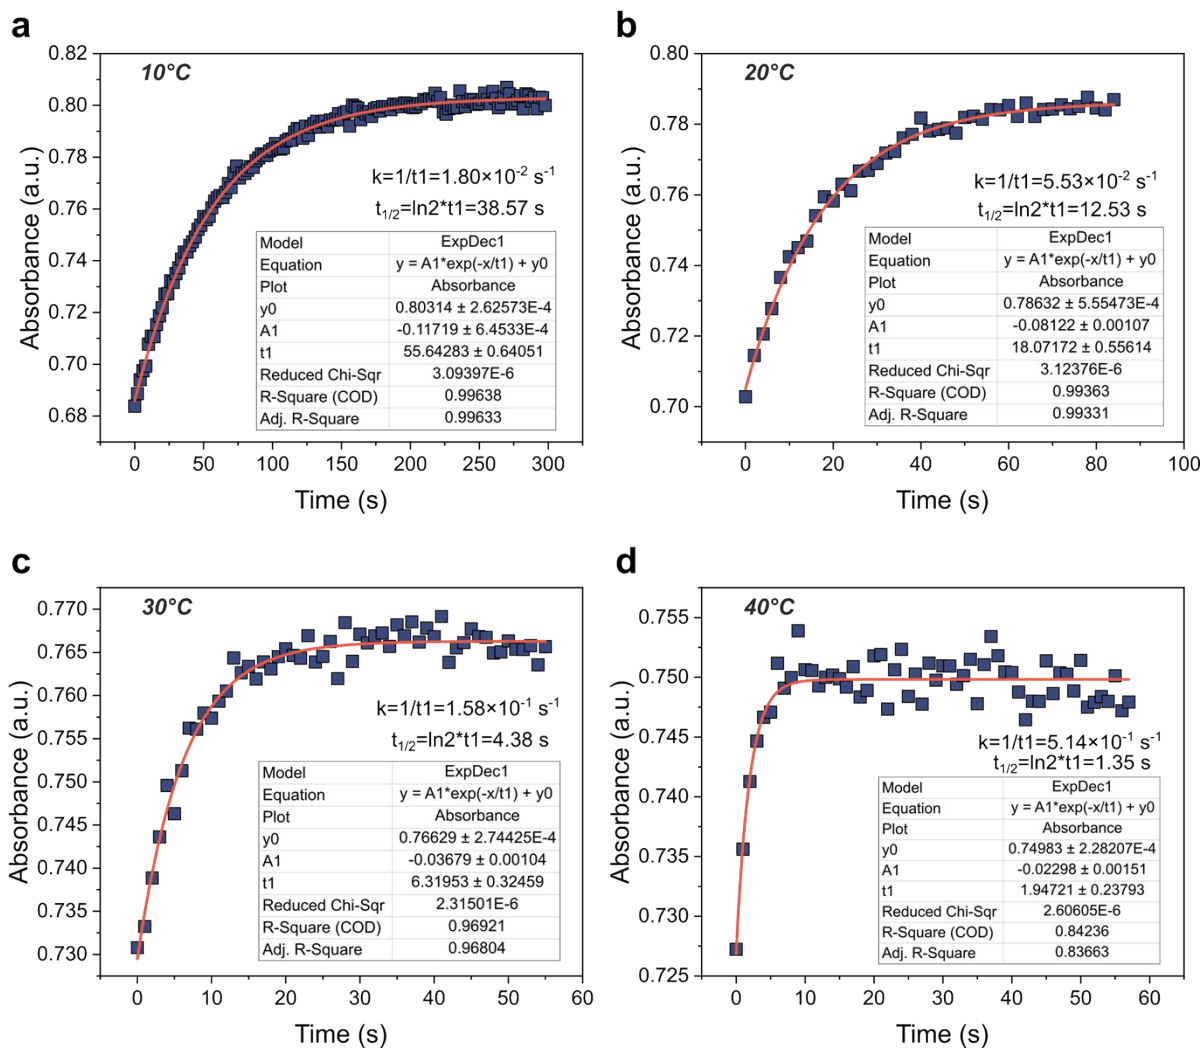 a
10°C
0.82
0.80
0.78
0.76
0.74
0.72
0.70
0.68
Absorbance (a.u.)
k=1/t1=1.80×10⁻² s⁻¹
t₁/₂=ln2*t1=38.57 s
Model ExpDec1
Equation y = A1*exp(-x/t1) + y0
Plot Absorbance
y0 0.80314 ± 2.62573E-4
A1 -0.11719 ± 6.4533E-4
t1 55.64283 ± 0.64051
Reduced Chi-Sqr 3.09397E-6
R-Square (COD) 0.99638
Adj. R-Square 0.99633
0 50 100 150 200 250 300
Time (s)
b
20°C
0.80
0.78
0.76
0.74
0.72
0.70
Absorbance (a.u.)
k=1/t1=5.53×10⁻² s⁻¹
t₁/₂=ln2*t1=12.53 s
Model ExpDec1
Equation y = A1*exp(-x/t1) + y0
Plot Absorbance
y0 0.78632 ± 5.55473E-4
A1 -0.08122 ± 0.00107
t1 18.07172 ± 0.55614
Reduced Chi-Sqr 3.12376E-6
R-Square (COD) 0.99363
Adj. R-Square 0.99331
0 20 40 60 80 100
Time (s)
c
30°C
0.770
0.765
0.760
0.755
0.750
0.745
0.740
0.735
0.730
Absorbance (a.u.)
k=1/t1=1.58×10⁻¹ s⁻¹
t₁/₂=ln2*t1=4.38 s
Model ExpDec1
Equation y = A1*exp(-x/t1) + y0
Plot Absorbance
y0 0.76629 ± 2.74425E-4
A1 -0.03679 ± 0.00104
t1 6.31953 ± 0.32459
Reduced Chi-Sqr 2.31501E-6
R-Square (COD) 0.96921
Adj. R-Square 0.96804
0 10 20 30 40 50 60
Time (s)
d
40°C
0.755
0.750
0.745
0.740
0.735
0.730
0.725
Absorbance (a.u.)
k=1/t1=5.14×10⁻¹ s⁻¹
t₁/₂=ln2*t1=1.35 s
Model ExpDec1
Equation y = A1*exp(-x/t1) + y0
Plot Absorbance
y0 0.74983 ± 2.28207E-4
A1 -0.02298 ± 0.00151
t1 1.94721 ± 0.23793
Reduced Chi-Sqr 2.60605E-6
R-Square (COD) 0.84236
Adj. R-Square 0.83663
0 10 20 30 40 50 60
Time (s)